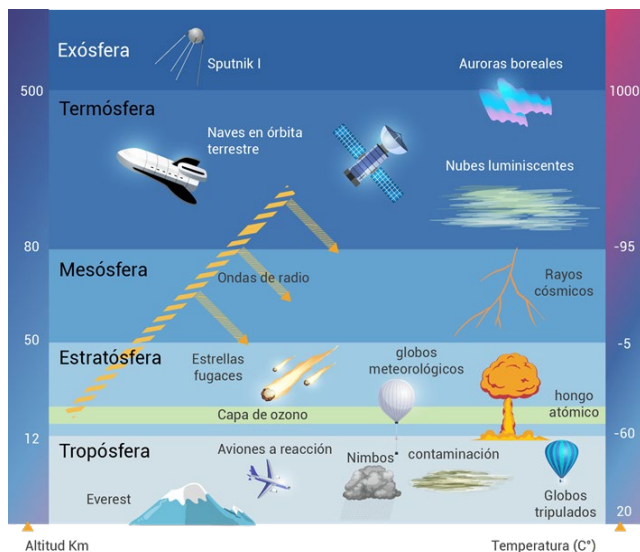 Exósfera
Sputnik I
Auroras boreales
500
1000
Termósfera
Naves en órbita
terrestre
Nubes luminiscentes
80
-95
Mesósfera
Ondas de radio
Rayos
cósmicos
50
-5
Estratósfera
Estrellas
fugaces
globos
meteorológicos
hongo
atómico
Capa de ozono
12
-60
Tropósfera
Aviones a reacción
Nimbos
contaminación
Everest
Globos
tripulados
20
Altitud Km
Temperatura (C°)